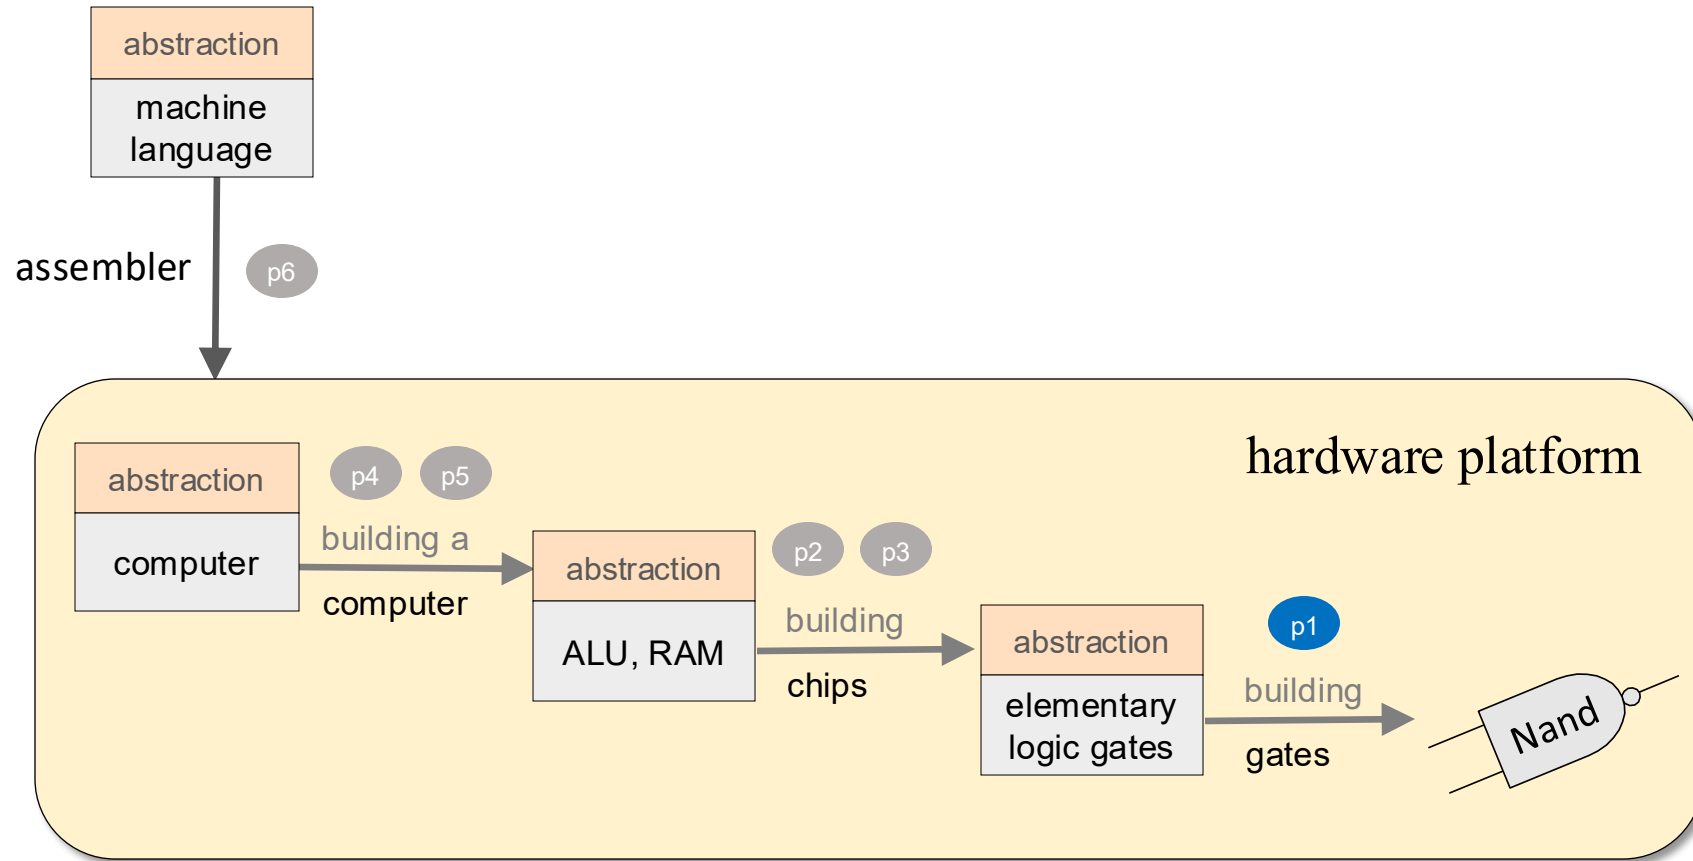 abstraction
machine
language
assembler
p6
hardware platform
abstraction
computer
p4
p5
building a
computer
abstraction
ALU, RAM
p2
p3
building
chips
abstraction
elementary
logic gates
p1
building
gates
Nand